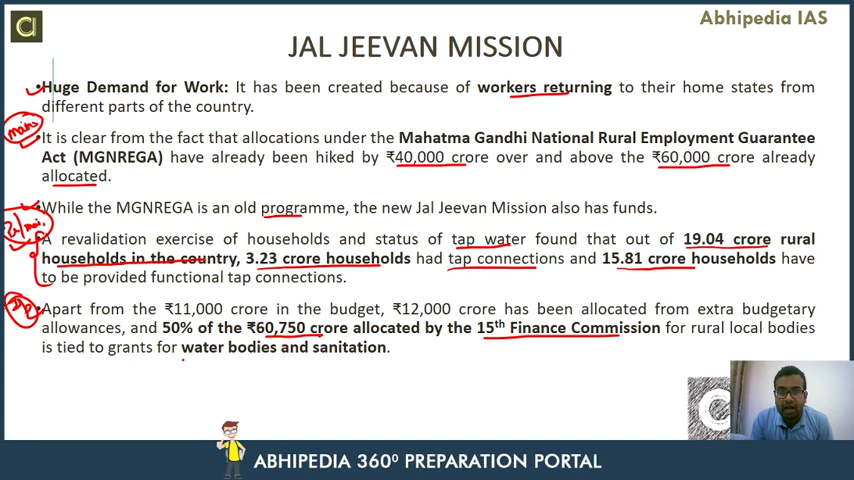 Abhipedia IAS
JAL JEEVAN MISSION
•Huge Demand for Work: It has been created because of workers returning to their home states from
different parts of the country.
•It is clear from the fact that allocations under the Mahatma Gandhi National Rural Employment Guarantee
Act (MGNREGA) have already been hiked by ₹40,000 crore over and above the ₹60,000 crore already
allocated.
•While the MGNREGA is an old programme, the new Jal Jeevan Mission also has funds.
•A revalidation exercise of households and status of tap water found that out of 19.04 crore rural
households in the country, 3.23 crore households had tap connections and 15.81 crore households have
to be provided functional tap connections.
•Apart from the ₹11,000 crore in the budget, ₹12,000 crore has been allocated from extra budgetary
allowances, and 50% of the ₹60,750 crore allocated by the 15th Finance Commission for rural local bodies
is tied to grants for water bodies and sanitation.
ABHIPEDIA 360⁰ PREPARATION PORTAL